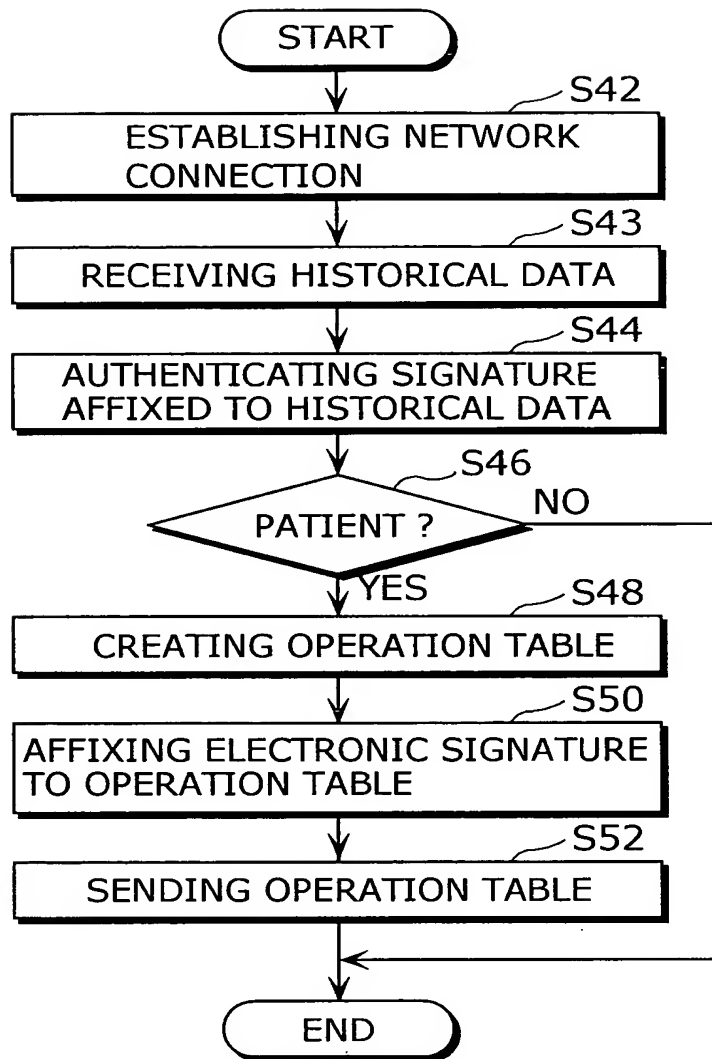 START
S42
ESTABLISHING NETWORK
CONNECTION
S43
RECEIVING HISTORICAL DATA
S44
AUTHENTICATING SIGNATURE
AFFIXED TO HISTORICAL DATA
S46
PATIENT ?
NO
YES
S48
CREATING OPERATION TABLE
S50
AFFIXING ELECTRONIC SIGNATURE
TO OPERATION TABLE
S52
SENDING OPERATION TABLE
END